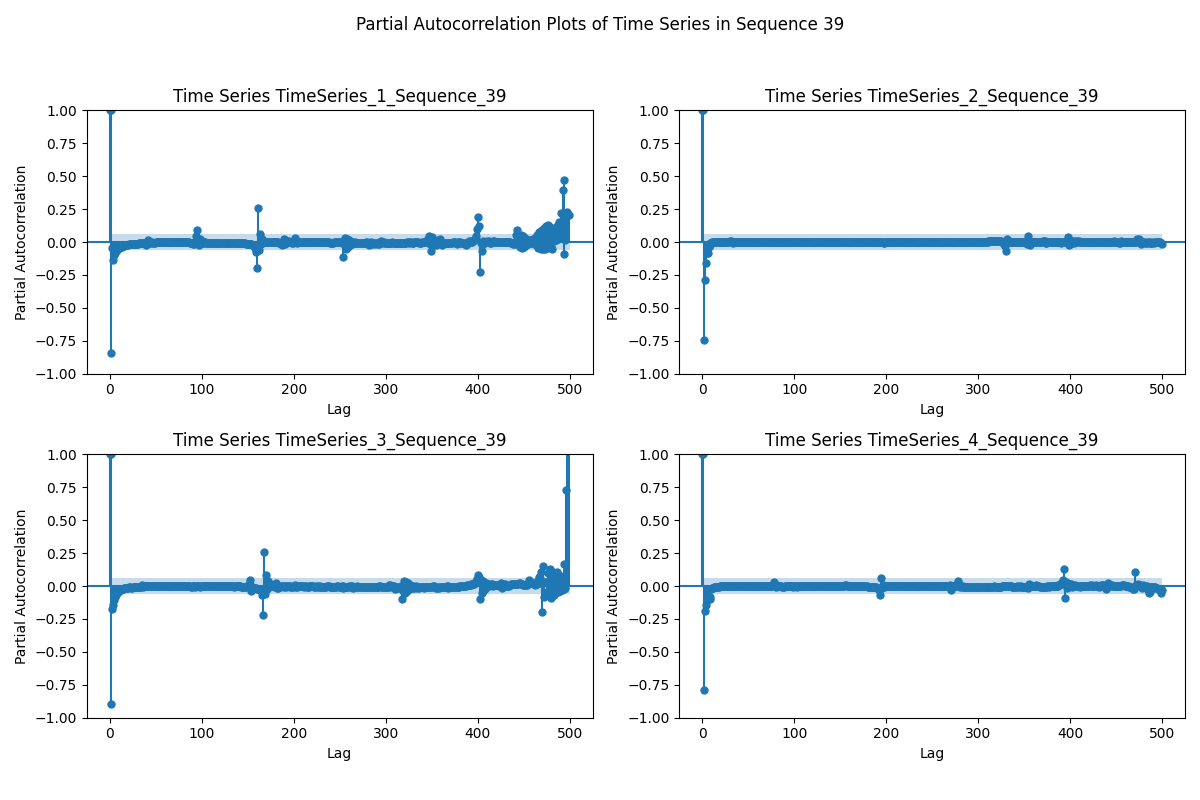 Partial Autocorrelation Plots of Time Series in Sequence 39
Time Series TimeSeries_1_Sequence_39
1.00
0.75
0.50
0.25
0.00
−0.25
−0.50
−0.75
−1.00
Partial Autocorrelation
0 100 200 300 400 500
Lag
Time Series TimeSeries_2_Sequence_39
1.00
0.75
0.50
0.25
0.00
−0.25
−0.50
−0.75
−1.00
Partial Autocorrelation
0 100 200 300 400 500
Lag
Time Series TimeSeries_3_Sequence_39
1.00
0.75
0.50
0.25
0.00
−0.25
−0.50
−0.75
−1.00
Partial Autocorrelation
0 100 200 300 400 500
Lag
Time Series TimeSeries_4_Sequence_39
1.00
0.75
0.50
0.25
0.00
−0.25
−0.50
−0.75
−1.00
Partial Autocorrelation
0 100 200 300 400 500
Lag